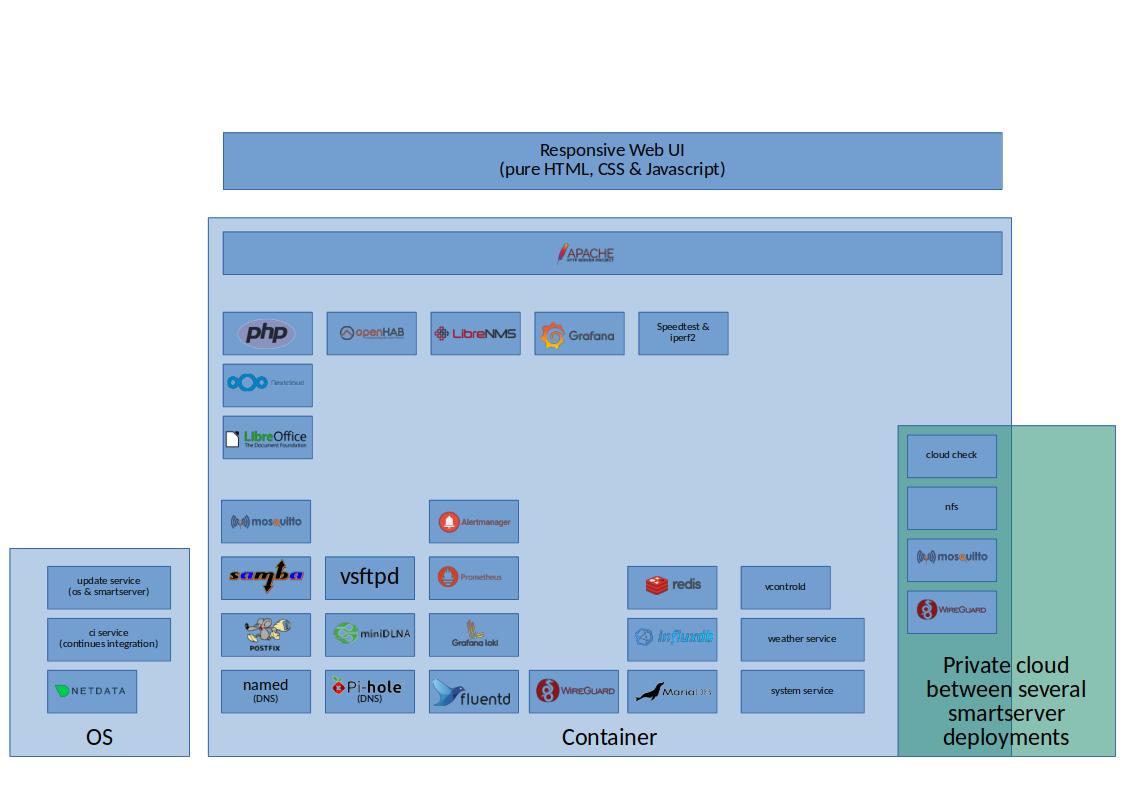 Responsive Web UI
(pure HTML, CSS & Javascript)
APACHE
HTTP SERVER PROJECT
php
openHAB
LibreNMS
Grafana
Speedtest &
iperf2
Nextcloud
LibreOffice
The Document Foundation
cloud check
nfs
mosquitto
WIREGUARD
Private cloud
between several
smartserver
deployments
mosquitto
Alertmanager
samba
vsftpd
Prometheus
redis
vcontrold
POSTFIX
miniDLNA
Grafana loki
influxdb
weather service
named
(DNS)
Pi-hole
(DNS)
fluentd
WIREGUARD
MariaDB
system service
Container
update service
(os & smartserver)
ci service
(continues integration)
NETDATA
OS